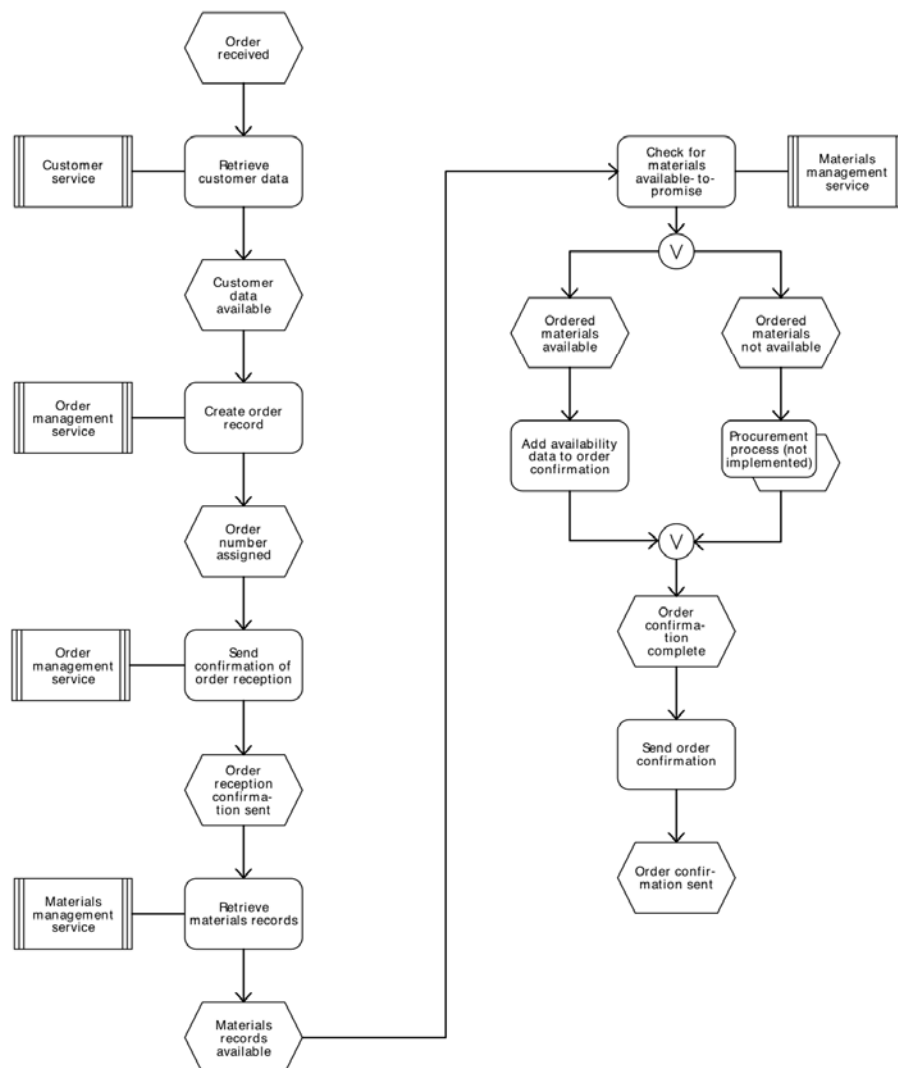 Order
received
Customer
service
Retrieve
customer data
Customer
data
available
Order
management
service
Create order
record
Order
number
assigned
Order
management
service
Send
confirmation of
order reception
Order
reception
confirma-
tion sent
Materials
management
service
Retrieve
materials records
Materials
records
available
Check for
materials
available- to-
promise
Materials
management
service
V
Ordered
materials
available
Ordered
materials
not available
Add availability
data to order
confirmation
Procurement
process (not
implemented)
V
Order
confirma-
tion
complete
Send order
confirmation
Order confir-
mation sent